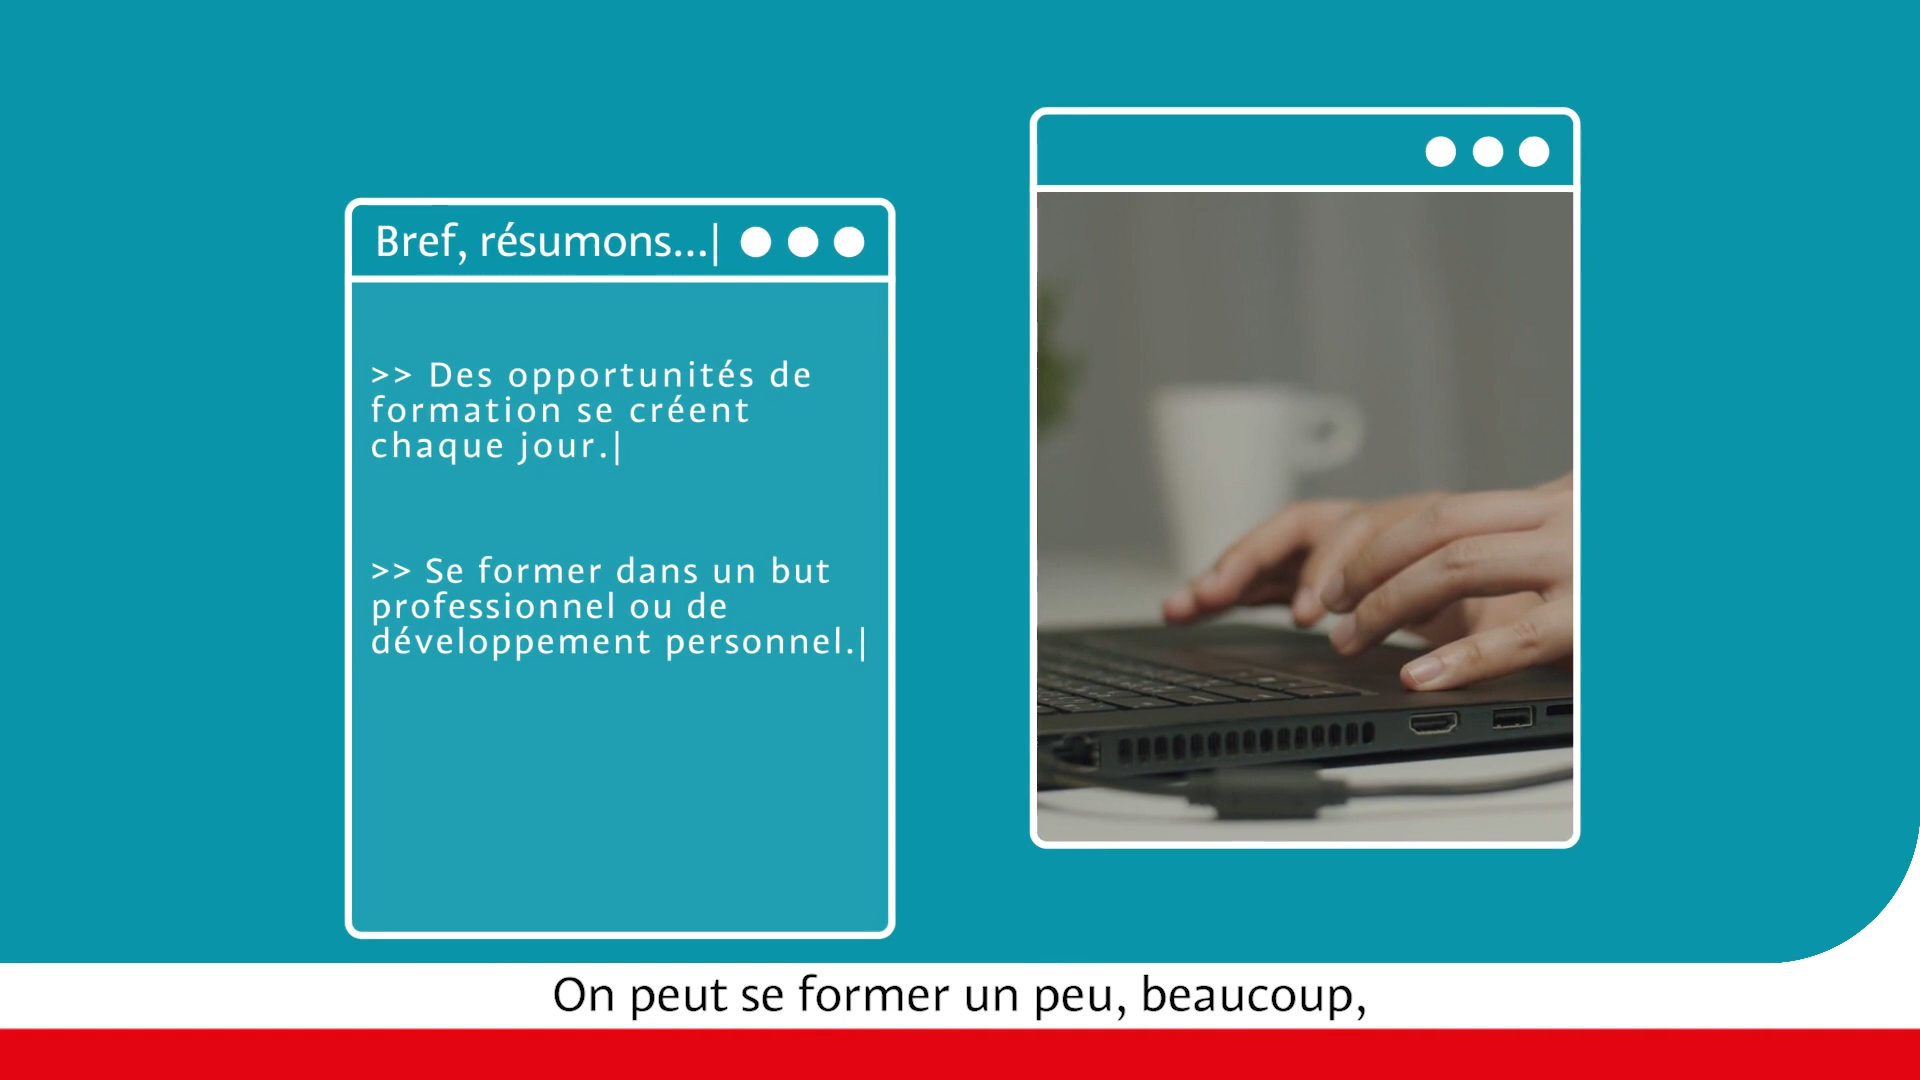 Bref, résumons...|
>> Des opportunités de
formation se créent
chaque jour.|
>> Se former dans un but
professionnel ou de
développement personnel.|
On peut se former un peu, beaucoup,